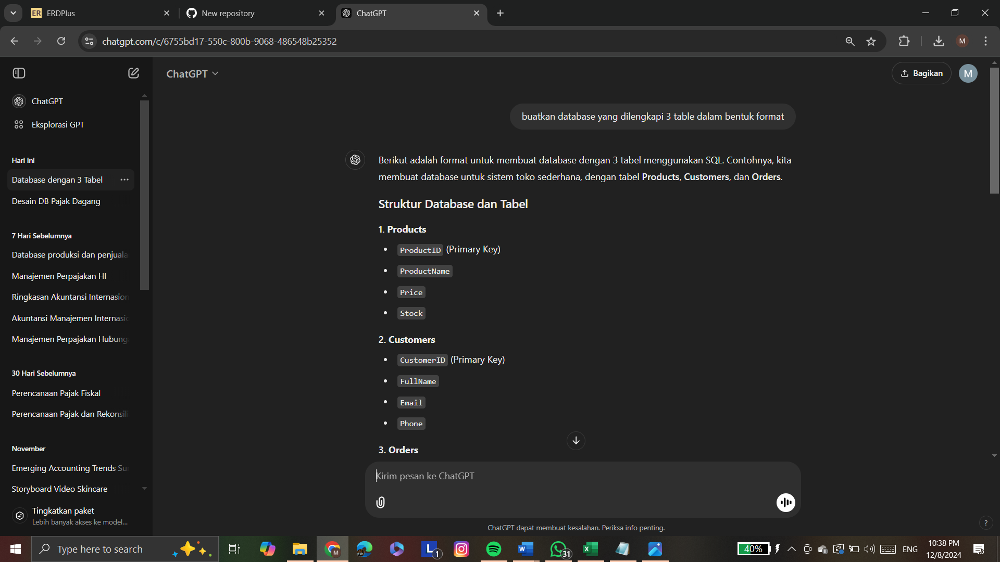 ER ERDPlus
New repository
ChatGPT
chatgpt.com/c/6755bd17-550c-800b-9068-486548b25352
M
ChatGPT
Bagikan
M
ChatGPT
Eksplorasi GPT
Hari ini
Database dengan 3 Tabel
Desain DB Pajak Dagang
7 Hari Sebelumnya
Database produksi dan penjuala
Manajemen Perpajakan HI
Ringkasan Akuntansi Internasion
Akuntansi Manajemen Internasio
Manajemen Perpajakan Hubung
30 Hari Sebelumnya
Perencanaan Pajak Fiskal
Perencanaan Pajak dan Rekonsili
November
Emerging Accounting Trends Su
Storyboard Video Skincare
Tingkatkan paket
Lebih banyak akses ke model...
buatkan database yang dilengkapi 3 table dalam bentuk format
Berikut adalah format untuk membuat database dengan 3 tabel menggunakan SQL. Contohnya, kita
membuat database untuk sistem toko sederhana, dengan tabel Products, Customers, dan Orders.
Struktur Database dan Tabel
1. Products
• ProductID (Primary Key)
• ProductName
• Price
• Stock
2. Customers
• CustomerID (Primary Key)
• FullName
• Email
• Phone
3. Orders
Kirim pesan ke ChatGPT
ChatGPT dapat membuat kesalahan. Periksa info penting.
?
Type here to search
M
L 1
W
31
X
40%
ENG
10:38 PM
12/8/2024